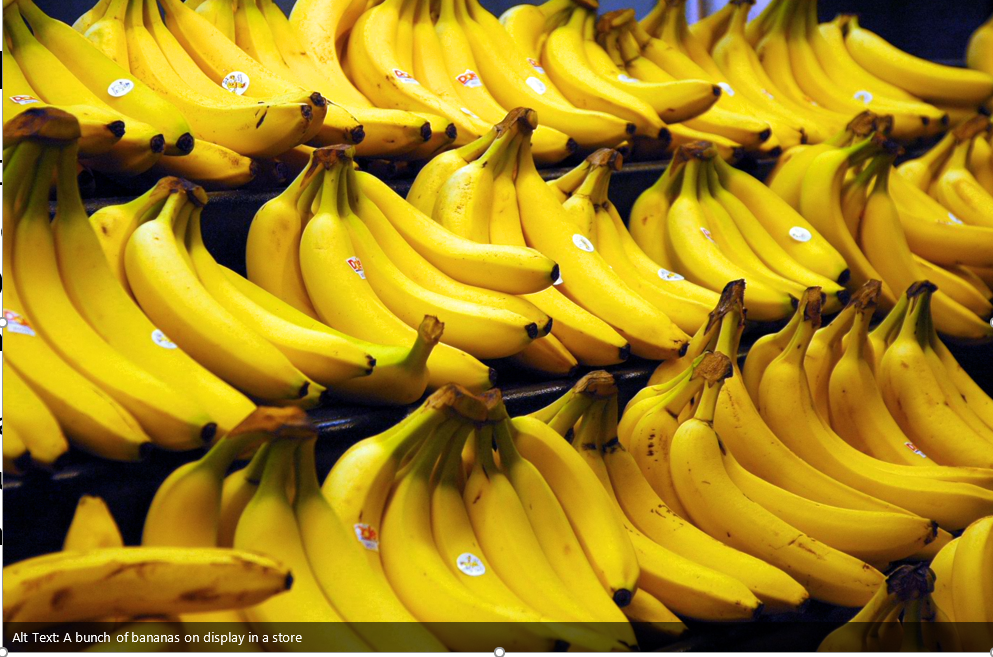 Alt Text: A bunch of bananas on display in a store